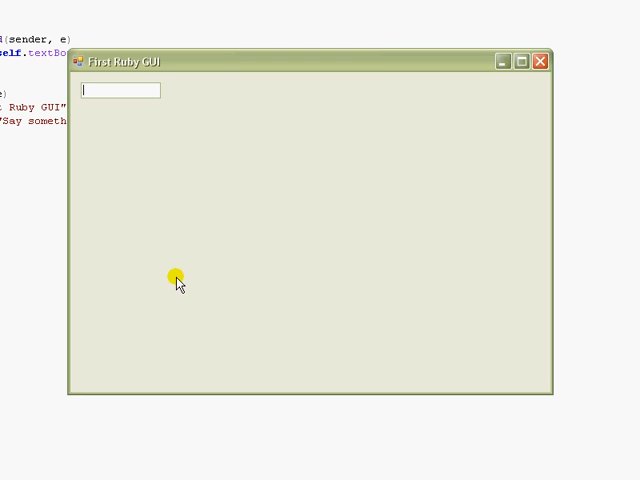 d(sender, e)
self.textBo
First Ruby GUI
e)
t Ruby GUI"
"Say someth